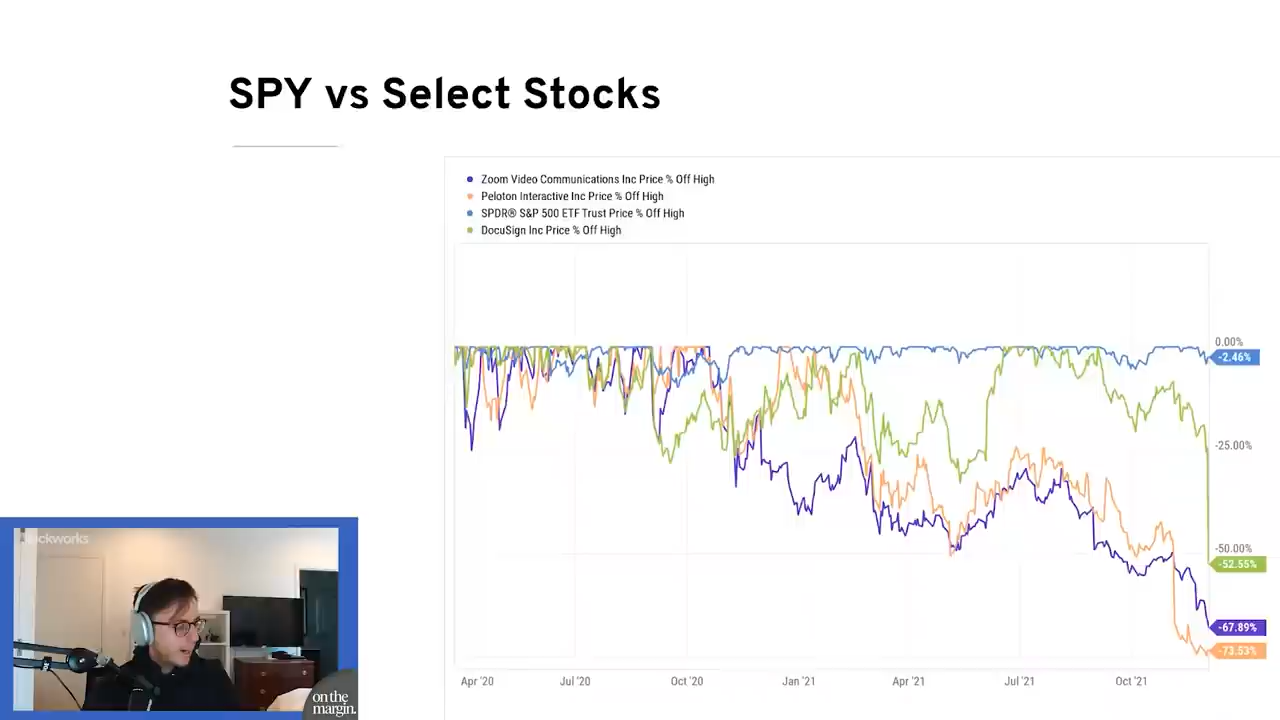 SPY vs Select Stocks
Zoom Video Communications Inc Price % Off High
Peloton Interactive Inc Price % Off High
SPDR® S&P 500 ETF Trust Price % Off High
DocuSign Inc Price % Off High
0.00%
-2.46%
-25.00%
-50.00%
-52.55%
-67.89%
-73.53%
Apr '20
Jul '20
Oct '20
Jan '21
Apr '21
Jul '21
Oct '21
on the
margin.